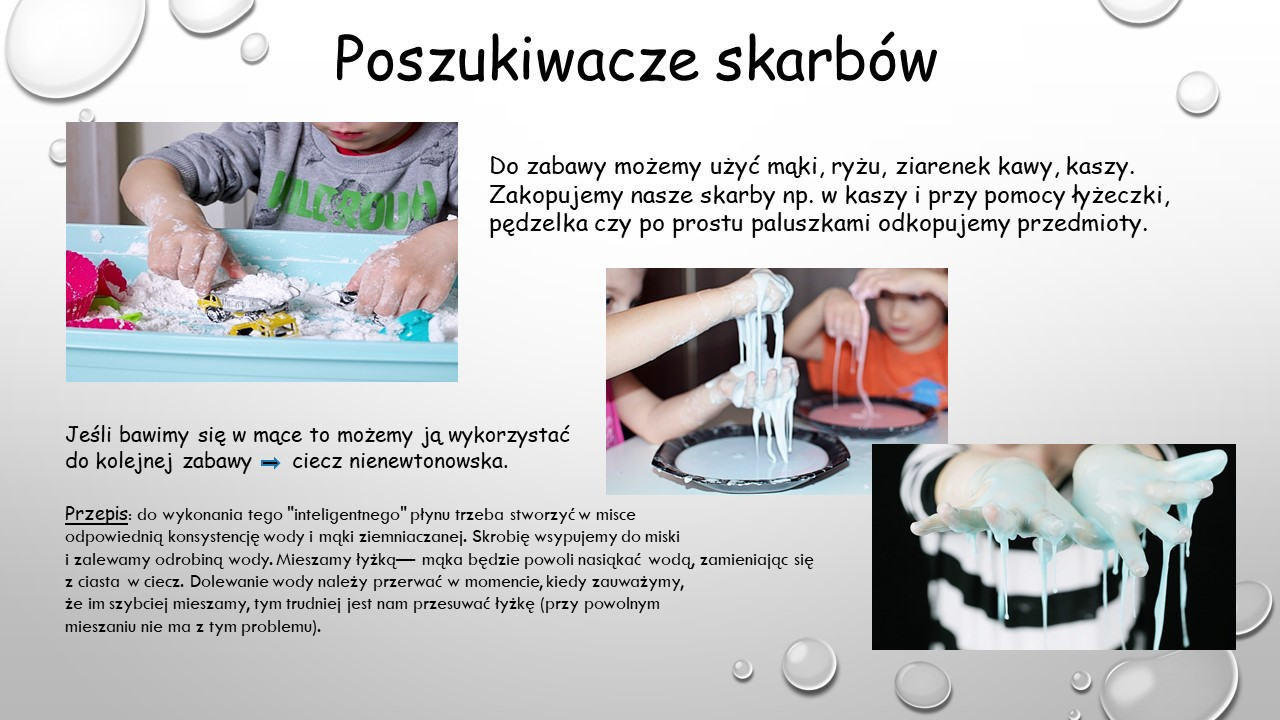 Poszukiwacze skarbów
Do zabawy możemy użyć mąki, ryżu, ziarenek kawy, kaszy.
Zakopujemy nasze skarby np. w kaszy i przy pomocy łyżeczki,
pędzelka czy po prostu paluszkami odkopujemy przedmioty.
Jeśli bawimy się w mące to możemy ją wykorzystać
do kolejnej zabawy ➡ ciecz nienewtonowska.
Przepis: do wykonania tego "inteligentnego" płynu trzeba stworzyć w misce
odpowiednią konsystencję wody i mąki ziemniaczanej. Skrobię wsypujemy do miski
i zalewamy odrobiną wody. Mieszamy łyżką— mąka będzie powoli nasiąkać wodą, zamieniając się
z ciasta w ciecz. Dolewanie wody należy przerwać w momencie, kiedy zauważymy,
że im szybciej mieszamy, tym trudniej jest nam przesuwać łyżkę (przy powolnym
mieszaniu nie ma z tym problemu).